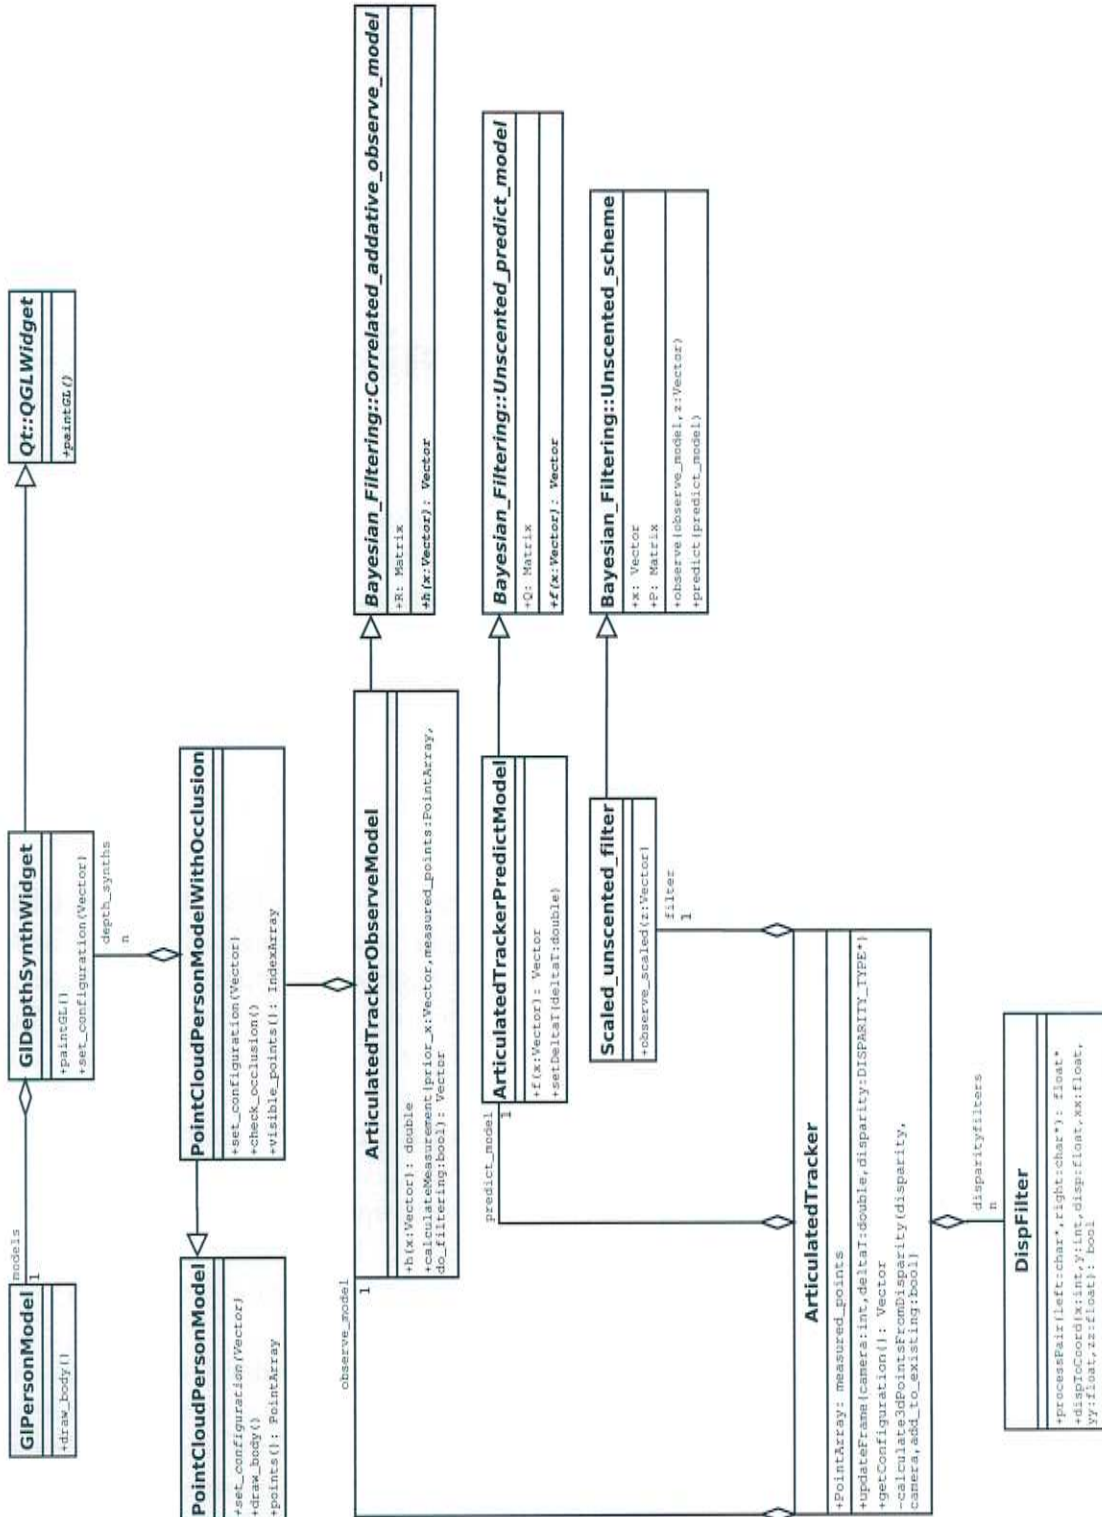 GlPersonModel
+draw_body()
models
1
GlDepthSynthWidget
+paintGL()
+set_configuration(Vector)
depth_synths
n
Qt::QGLWidget
+paintGL()
PointCloudPersonModel
+set_configuration(Vector)
+draw_body()
+points(): PointArray
PointCloudPersonModelWithOcclusion
+set_configuration(Vector)
+check_occlusion()
+visible_points(): IndexArray
observe_model
1
ArticulatedTrackerObserveModel
+h(x:Vector): double
+calculateMeasurement(prior_x:Vector,measured_points:PointArray,
do_filtering:bool): Vector
Bayesian_Filtering::Correlated_addative_observe_model
+R: Matrix
+h(x:Vector): Vector
predict_model
1
ArticulatedTrackerPredictModel
+f(x:Vector): Vector
+setDeltaT(deltaT:double)
Bayesian_Filtering::Unscented_predict_model
+Q: Matrix
+f(x:Vector): Vector
Scaled_unscented_filter
+observe_scaled(z:Vector)
filter
1
Bayesian_Filtering::Unscented_scheme
+x: Vector
+P: Matrix
+observe(observe_model,z:Vector)
+predict(predict_model)
ArticulatedTracker
+PointArray: measured_points
+updateFrame(camera:int,deltaT:double,disparity:DISPARITY_TYPE*)
+getConfiguration(): Vector
-calculate3dPointsFromDisparity(disparity,
camera,add_to_existing:bool)
disparityfilters
n
DispFilter
+processPair(left:char*,right:char*): float*
+dispToCoord(x:int,y:int,disp:float,xx:float,
yy:float,zz:float): bool